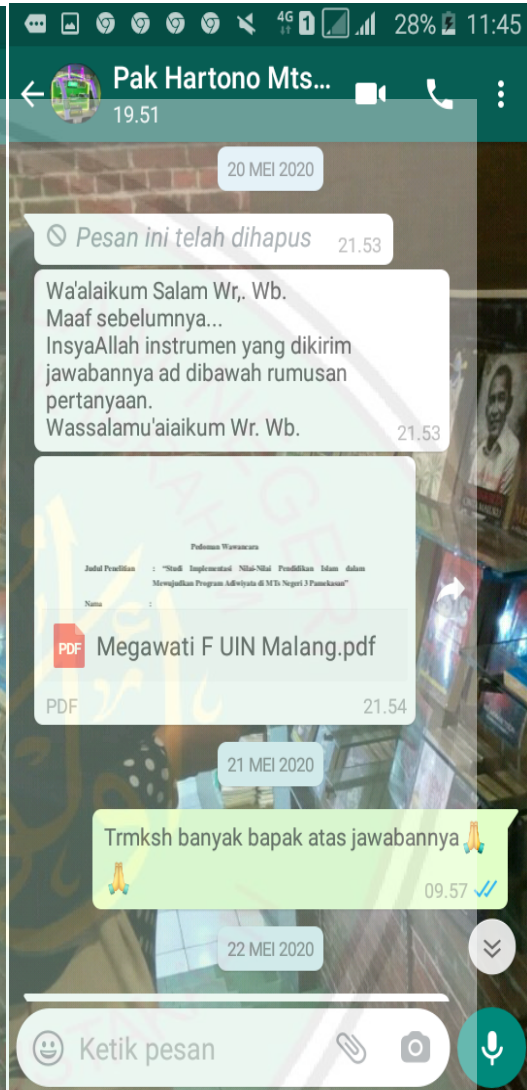 4G 1 28% 11:45
Pak Hartono Mts...
19.51
20 MEI 2020
Pesan ini telah dihapus 21.53
Wa'alaikum Salam Wr,. Wb.
Maaf sebelumnya...
InsyaAllah instrumen yang dikirim
jawabannya ad dibawah rumusan
pertanyaan.
Wassalamu'aiaikum Wr. Wb. 21.53
Pedoman Wawancara
Judul Penelitian : "Studi Implementasi Nilai-Nilai Pendidikan Islam dalam
Mewujudkan Program Adiwiyata di MTs Negeri 3 Pamekasan"
Nama :
PDF Megawati F UIN Malang.pdf
PDF 21.54
21 MEI 2020
Trmksh banyak bapak atas jawabannya 🙏
🙏 09.57
22 MEI 2020
Ketik pesan